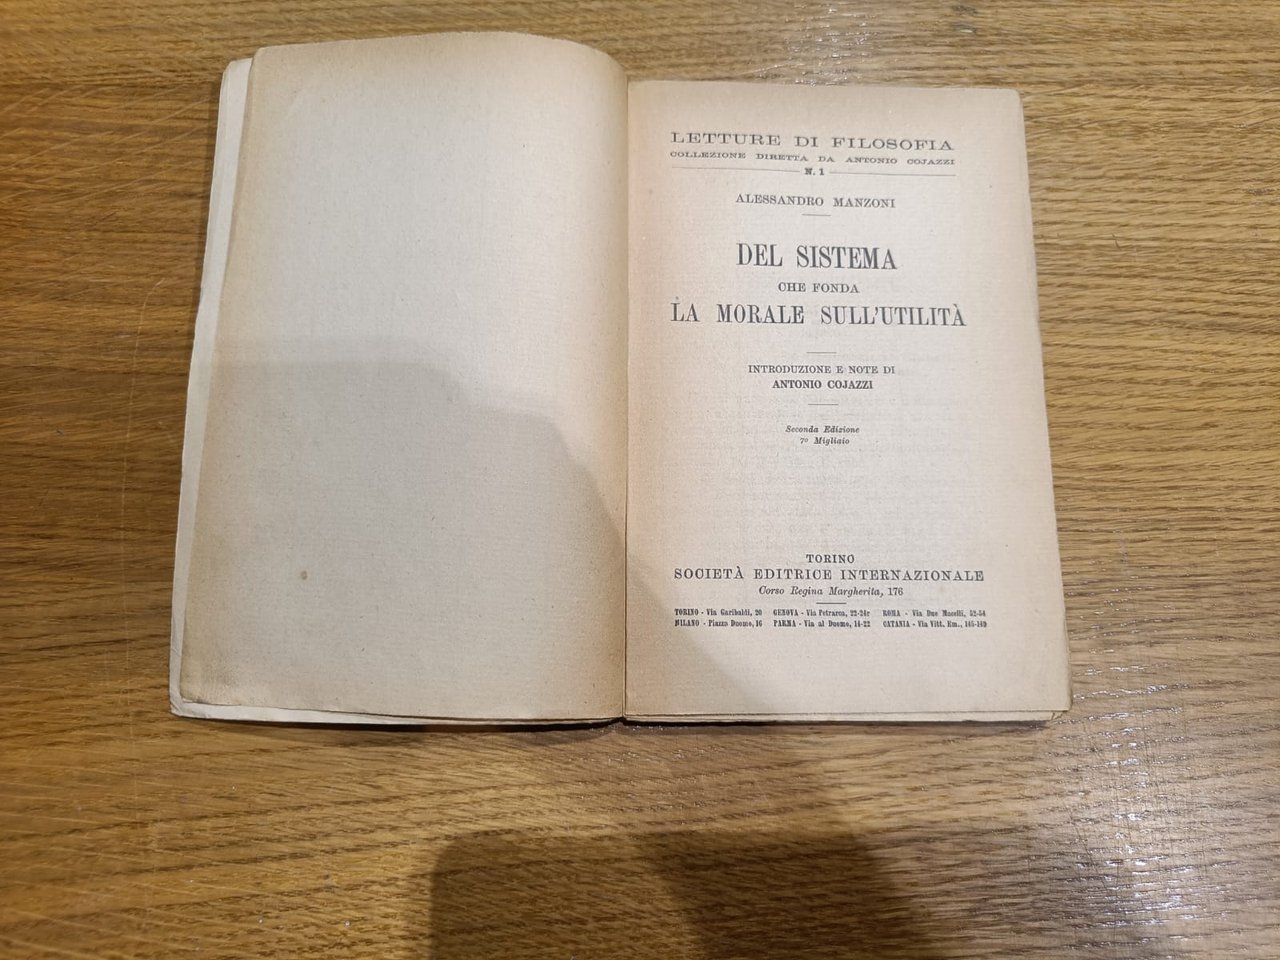 LETTURE DI FILOSOFIA
COLLEZIONE DIRETTA DA ANTONIO COJAZZI
N. 1
ALESSANDRO MANZONI
DEL SISTEMA
CHE FONDA
LA MORALE SULL'UTILITÀ
INTRODUZIONE E NOTE DI
ANTONIO COJAZZI
Seconda Edizione
7º Migliaio
TORINO
SOCIETÀ EDITRICE INTERNAZIONALE
Corso Regina Margherita, 176
TORINO - Via Garibaldi, 20 GENOVA - Via Petrarca, 22-24r ROMA - Via Due Macelli, 52-54
MILANO - Piazza Duomo, 16 PARMA - Via al Duomo, 14-22 CATANIA - Via Vitt. Em., 145-149